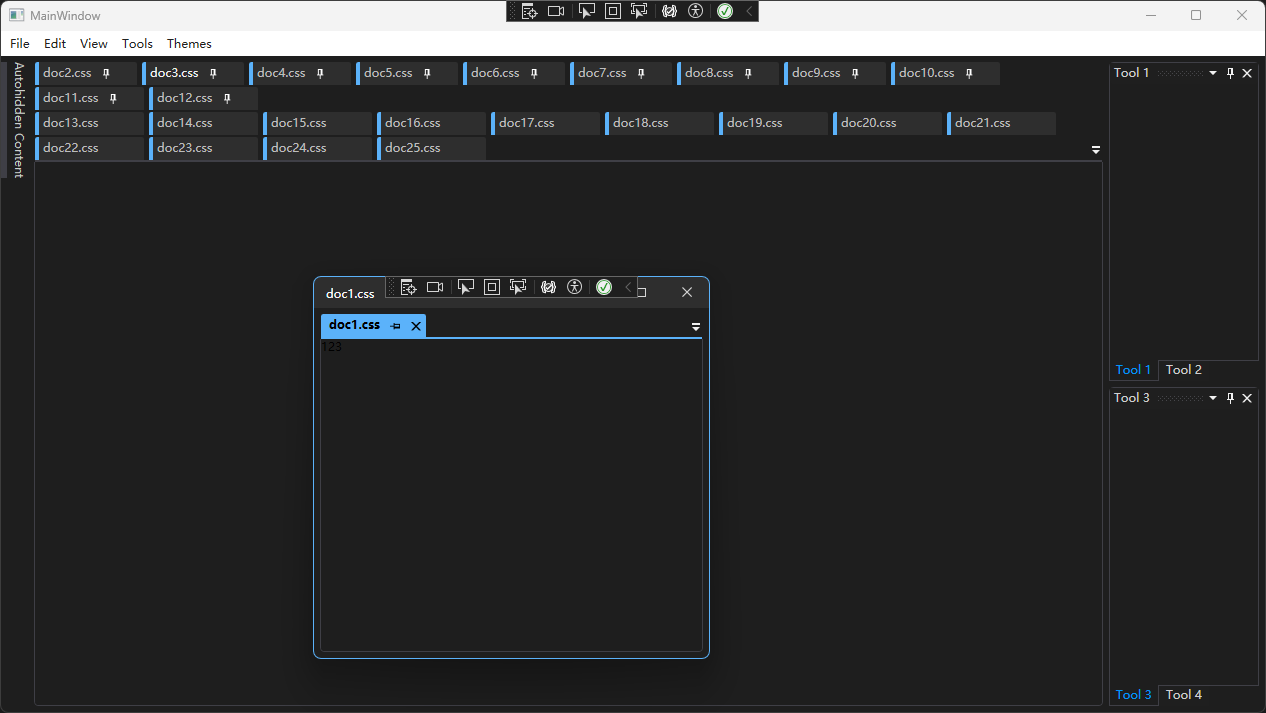 MainWindow
File Edit View Tools Themes
Autohidden Content
doc2.css doc3.css doc4.css doc5.css doc6.css doc7.css doc8.css doc9.css doc10.css
doc11.css doc12.css
doc13.css doc14.css doc15.css doc16.css doc17.css doc18.css doc19.css doc20.css doc21.css
doc22.css doc23.css doc24.css doc25.css
Tool 1
doc1.css
doc1.css
123
Tool 1 Tool 2
Tool 3
Tool 3 Tool 4